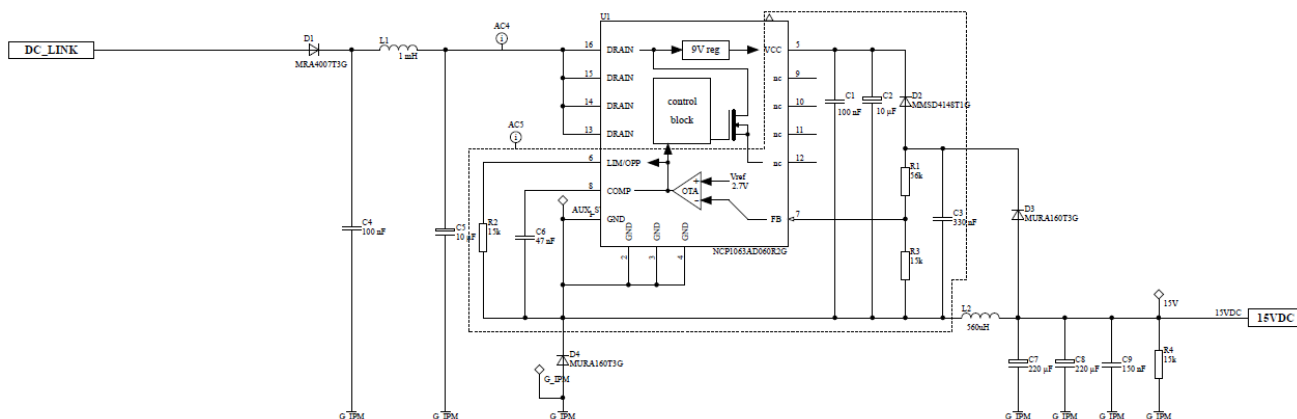 DC_LINK
D1
MRA4007T3G
L1
1 mH
AC4
U1
16
DRAIN
9V reg
VCC
5
15
DRAIN
nc
9
14
DRAIN
control
block
nc
10
13
DRAIN
nc
11
AC5
6
LIM/OPP
nc
12
8
COMP
OTA
+
−
Vref
2.7V
GND
FB
7
GND
GND
GND
2
3
4
NCP1063AD060R2G
C1
100 nF
C2
10 µF
D2
MMSD4148T1G
R1
56k
C3
330 nF
D3
MURA160T3G
R3
15k
C4
100 nF
C5
10 µF
R2
15k
C6
47 nF
D4
MURA160T3G
G_IPM
L2
560uH
15V
15VDC
15VDC
C7
220 µF
C8
220 µF
C9
150 nF
R4
15k
G_IPM
G_IPM
G_IPM
G_IPM
G_IPM
G_IPM
G_IPM